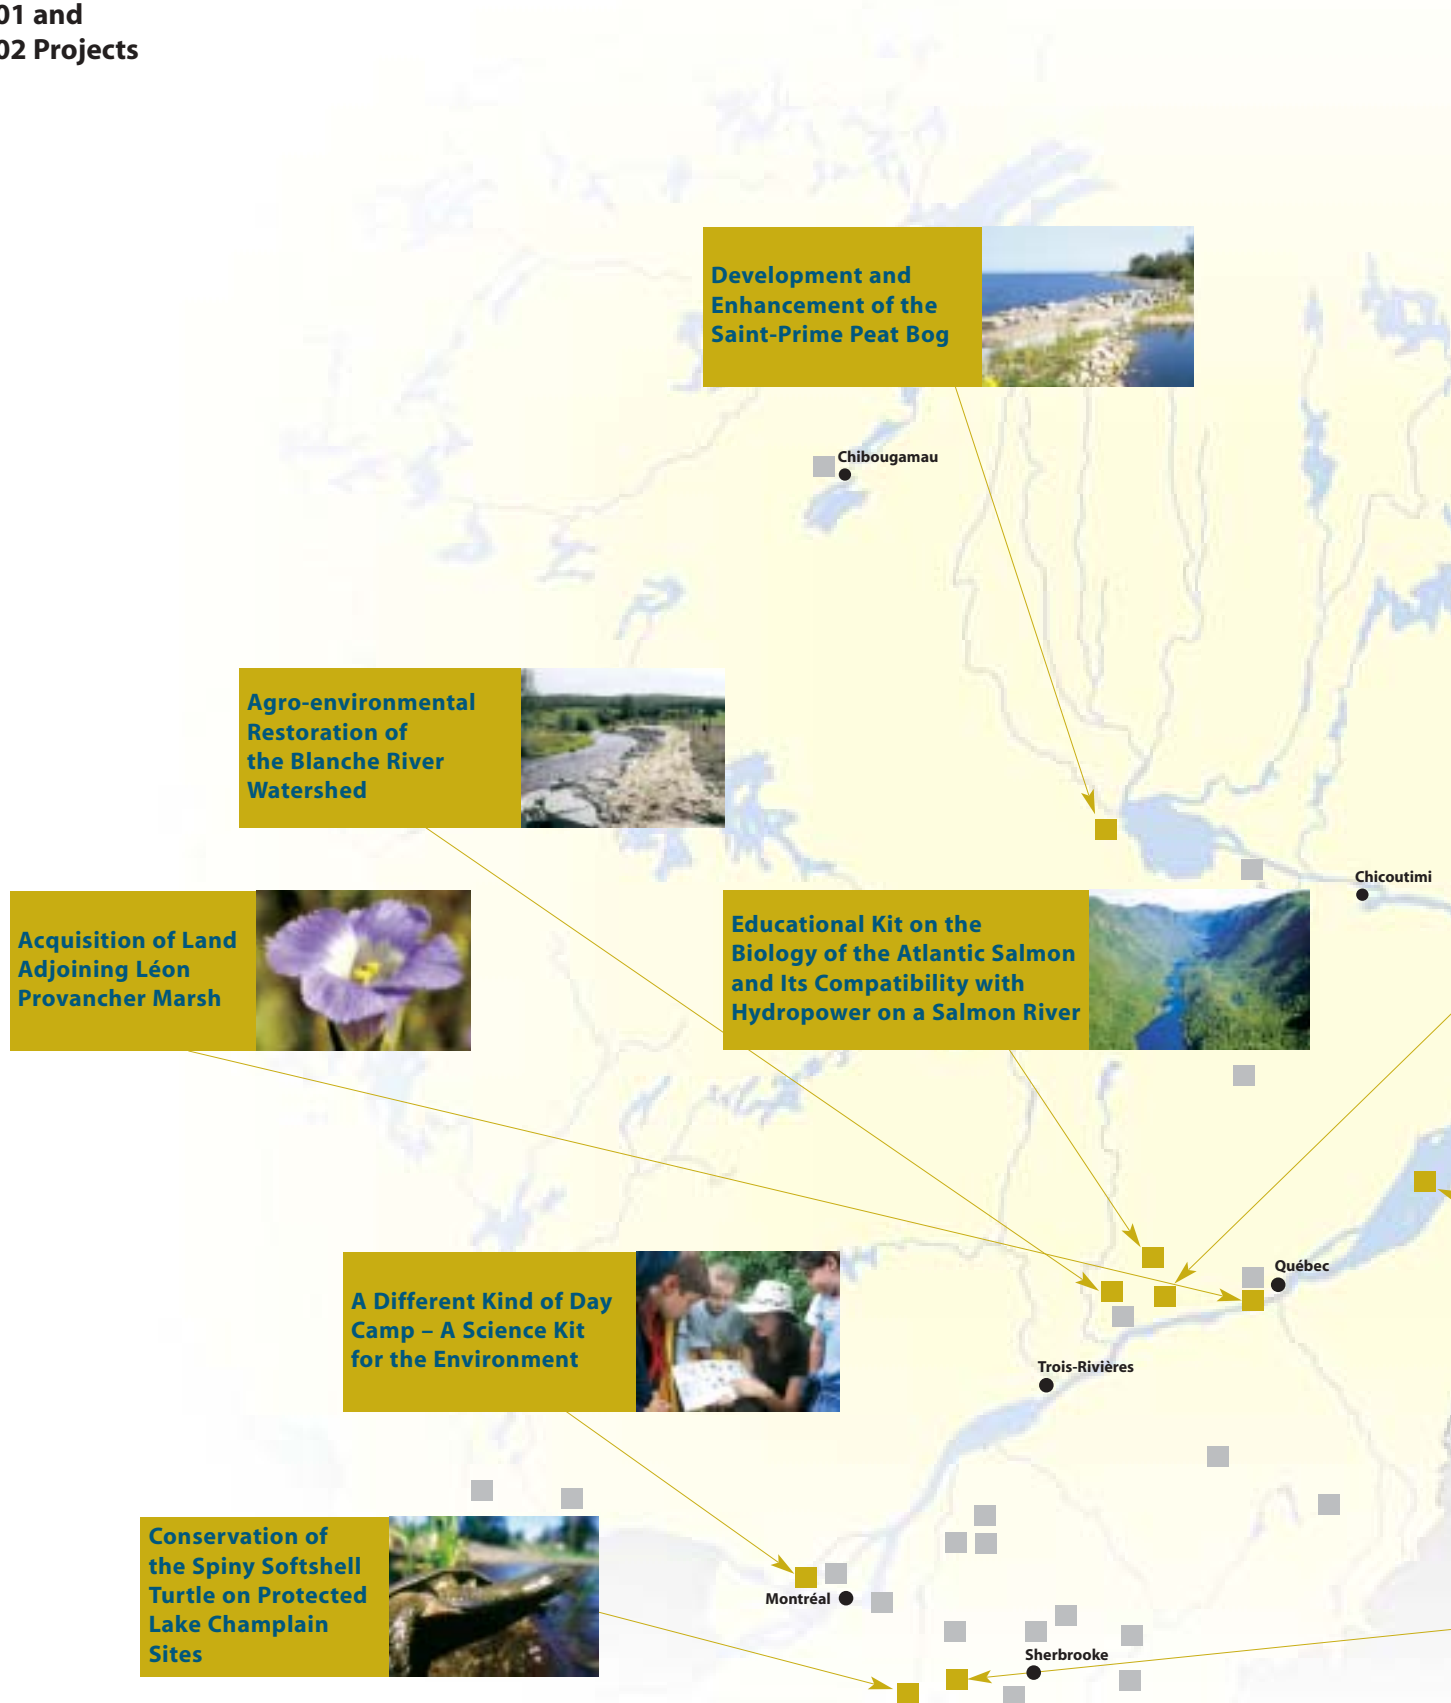 01 and
02 Projects
Development and
Enhancement of the
Saint-Prime Peat Bog
Chibougamau
Agro-environmental
Restoration of
the Blanche River
Watershed
Chicoutimi
Acquisition of Land
Adjoining Léon
Provancher Marsh
Educational Kit on the
Biology of the Atlantic Salmon
and Its Compatibility with
Hydropower on a Salmon River
Québec
A Different Kind of Day
Camp – A Science Kit
for the Environment
Trois-Rivières
Conservation of
the Spiny Softshell
Turtle on Protected
Lake Champlain
Sites
Montréal
Sherbrooke